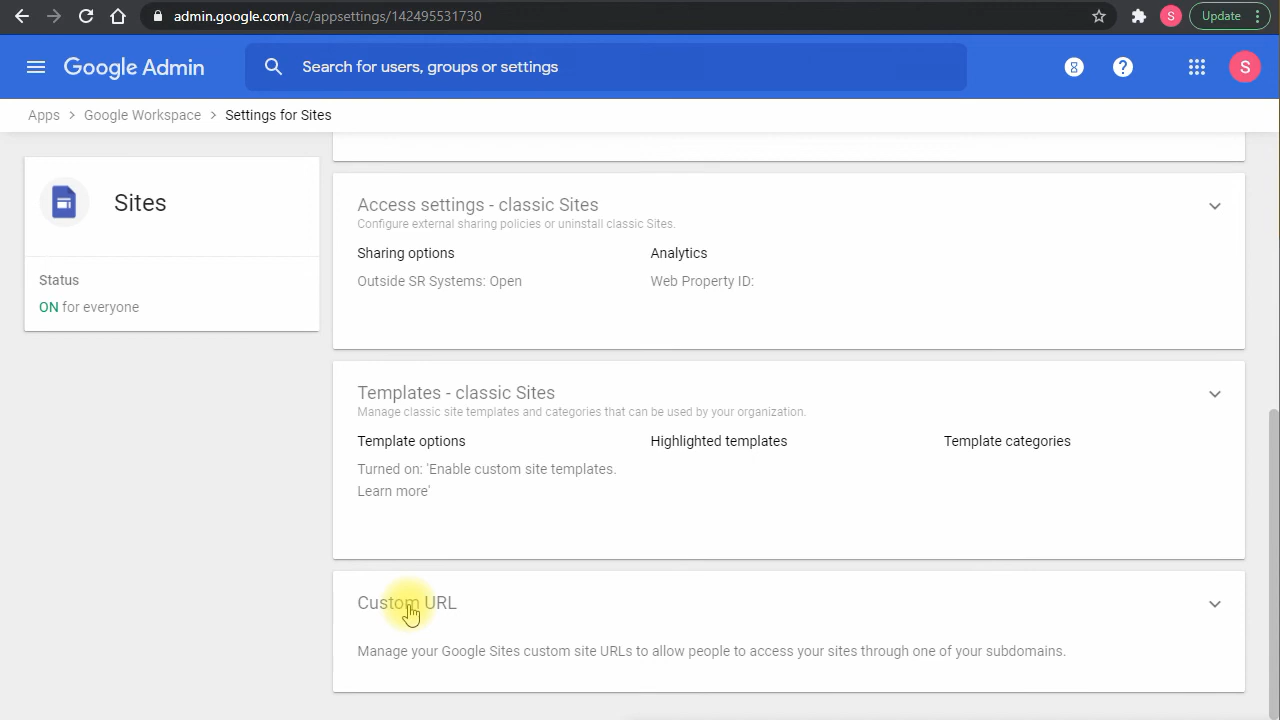 admin.google.com/ac/appsettings/142495531730
S
Update
Google Admin
Search for users, groups or settings
8
?
S
Apps > Google Workspace > Settings for Sites
Sites
Status
ON for everyone
Access settings - classic Sites
Configure external sharing policies or uninstall classic Sites.
Sharing options
Analytics
Outside SR Systems: Open
Web Property ID:
Templates - classic Sites
Manage classic site templates and categories that can be used by your organization.
Template options
Highlighted templates
Template categories
Turned on: 'Enable custom site templates.
Learn more'
Custom URL
Manage your Google Sites custom site URLs to allow people to access your sites through one of your subdomains.